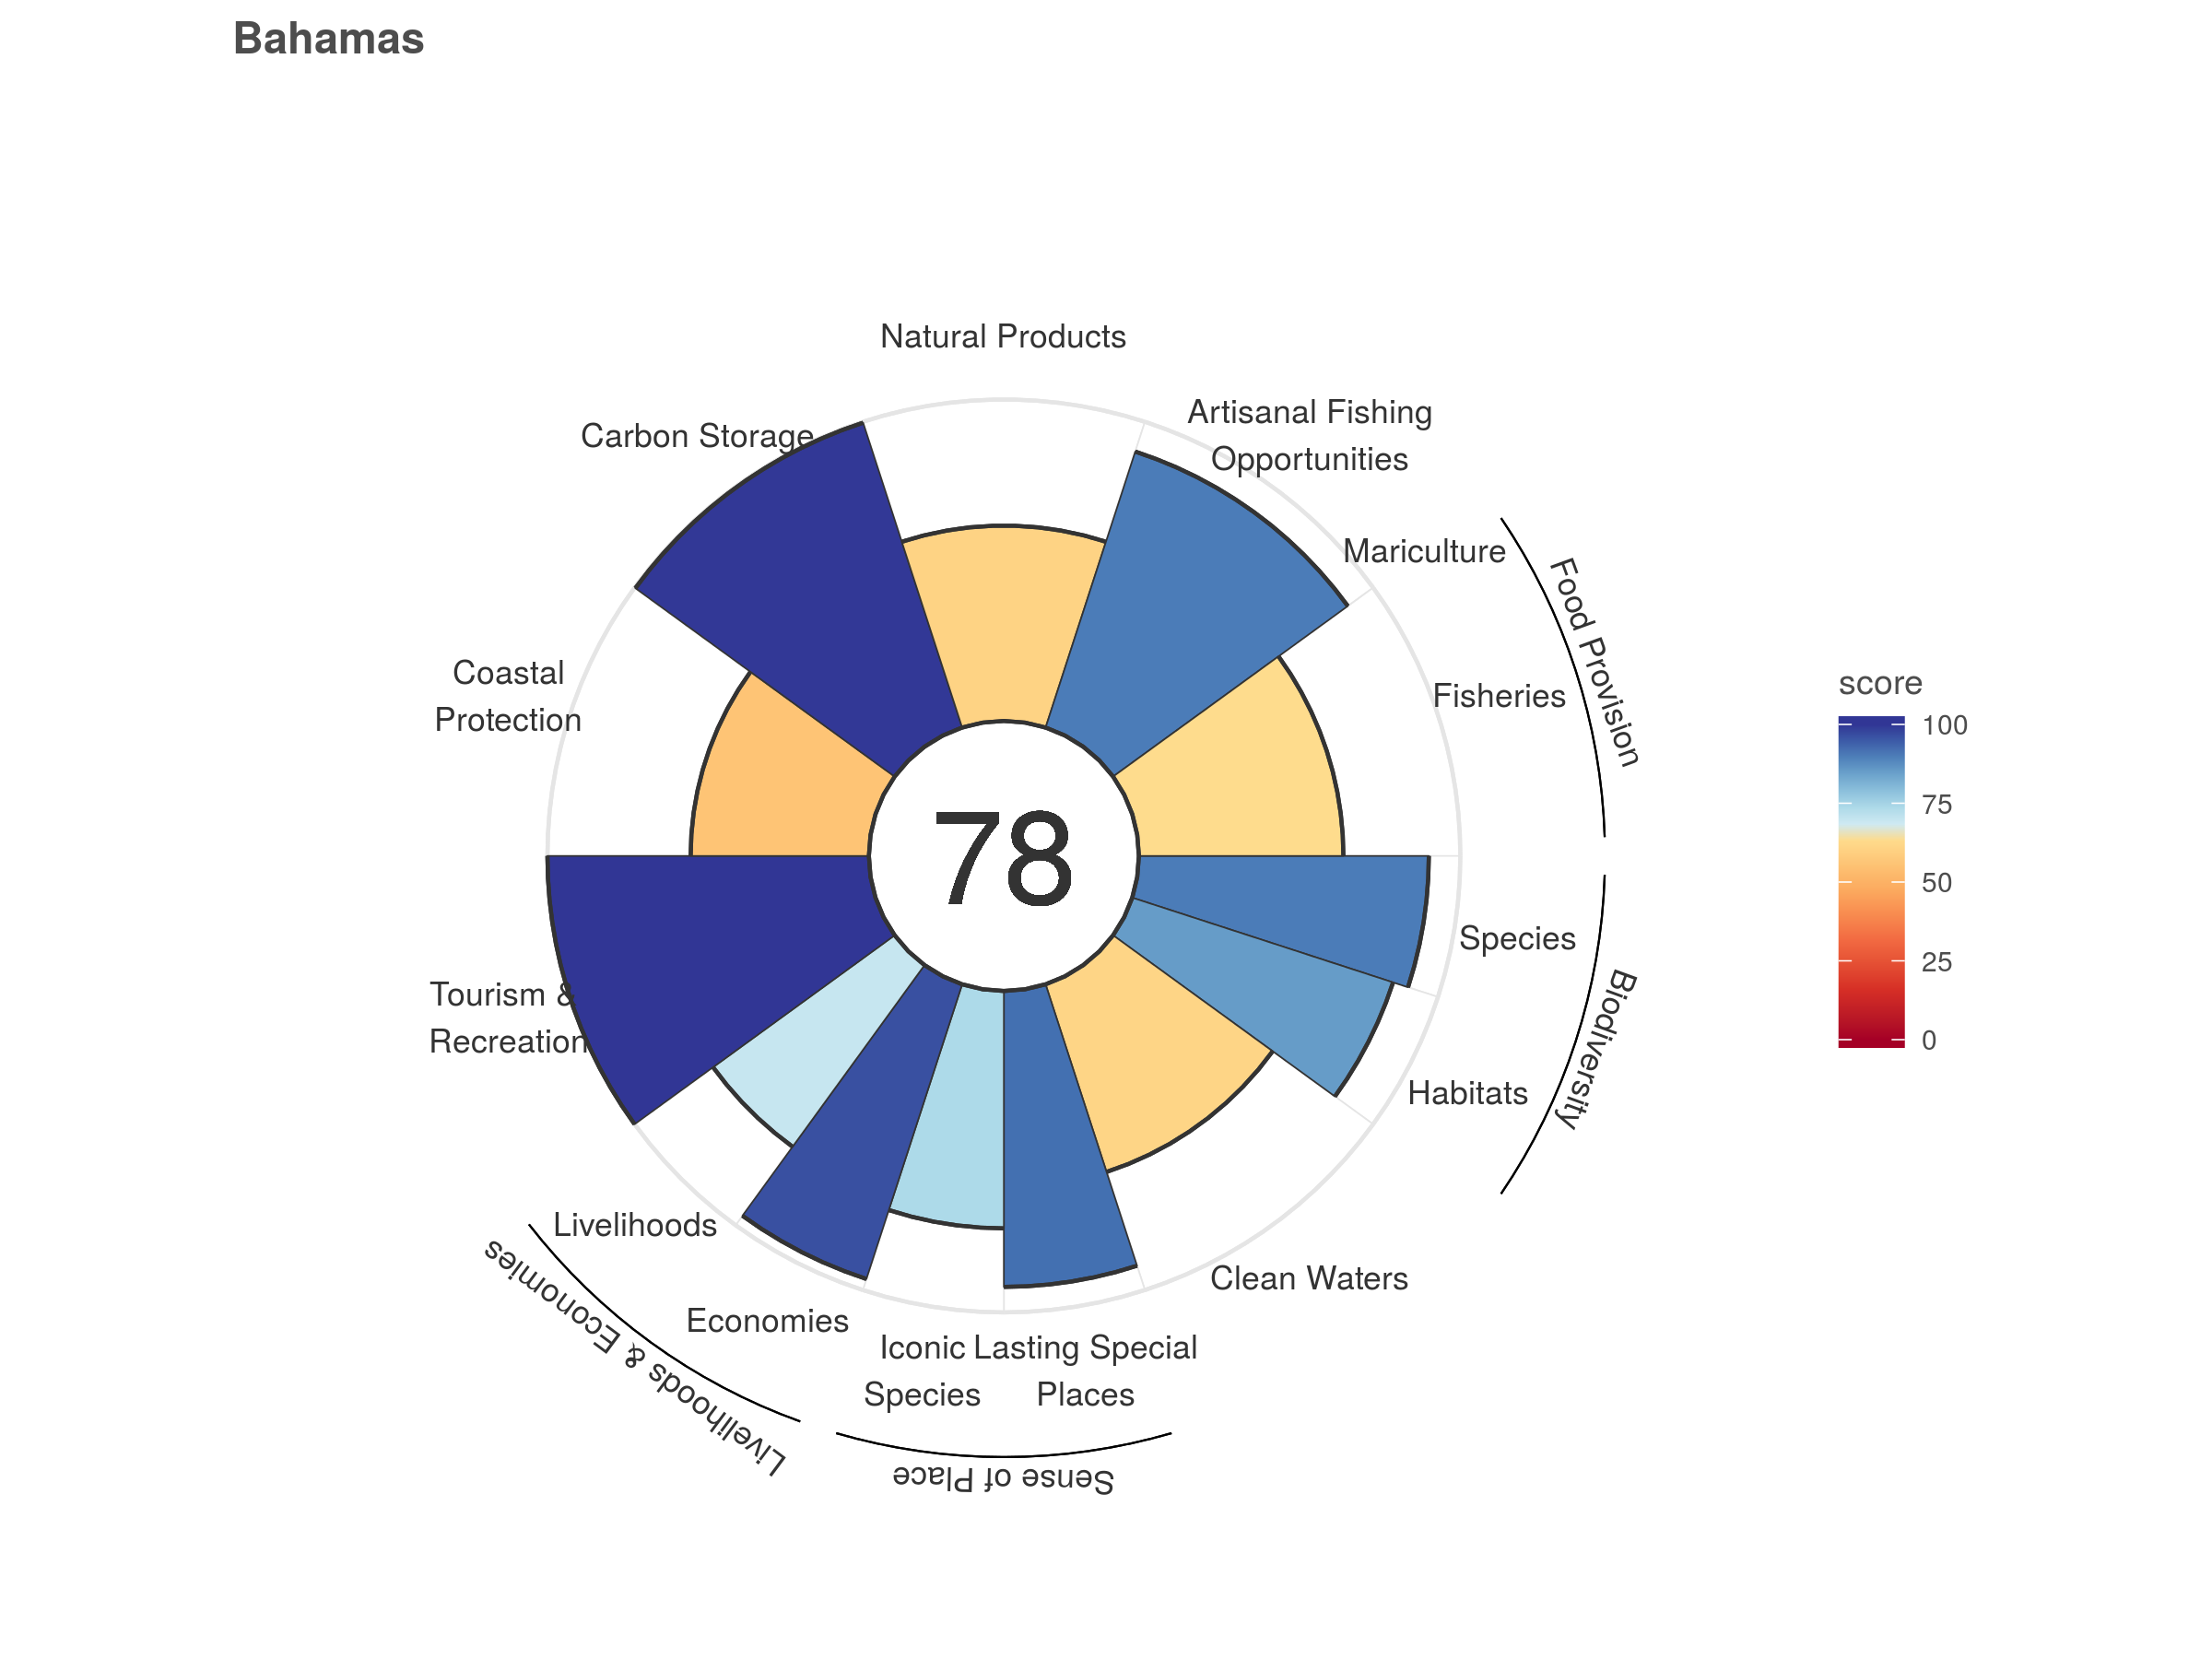 Bahamas
Natural Products
Artisanal Fishing
Opportunities
Carbon Storage
Mariculture
Food Provision
Fisheries
Coastal
Protection
score
100
75
50
25
0
78
Species
Biodiversity
Habitats
Tourism &
Recreation
Livelihoods
Livelihoods & Economies
Economies
Clean Waters
Iconic
Species
Lasting Special
Places
Sense of Place